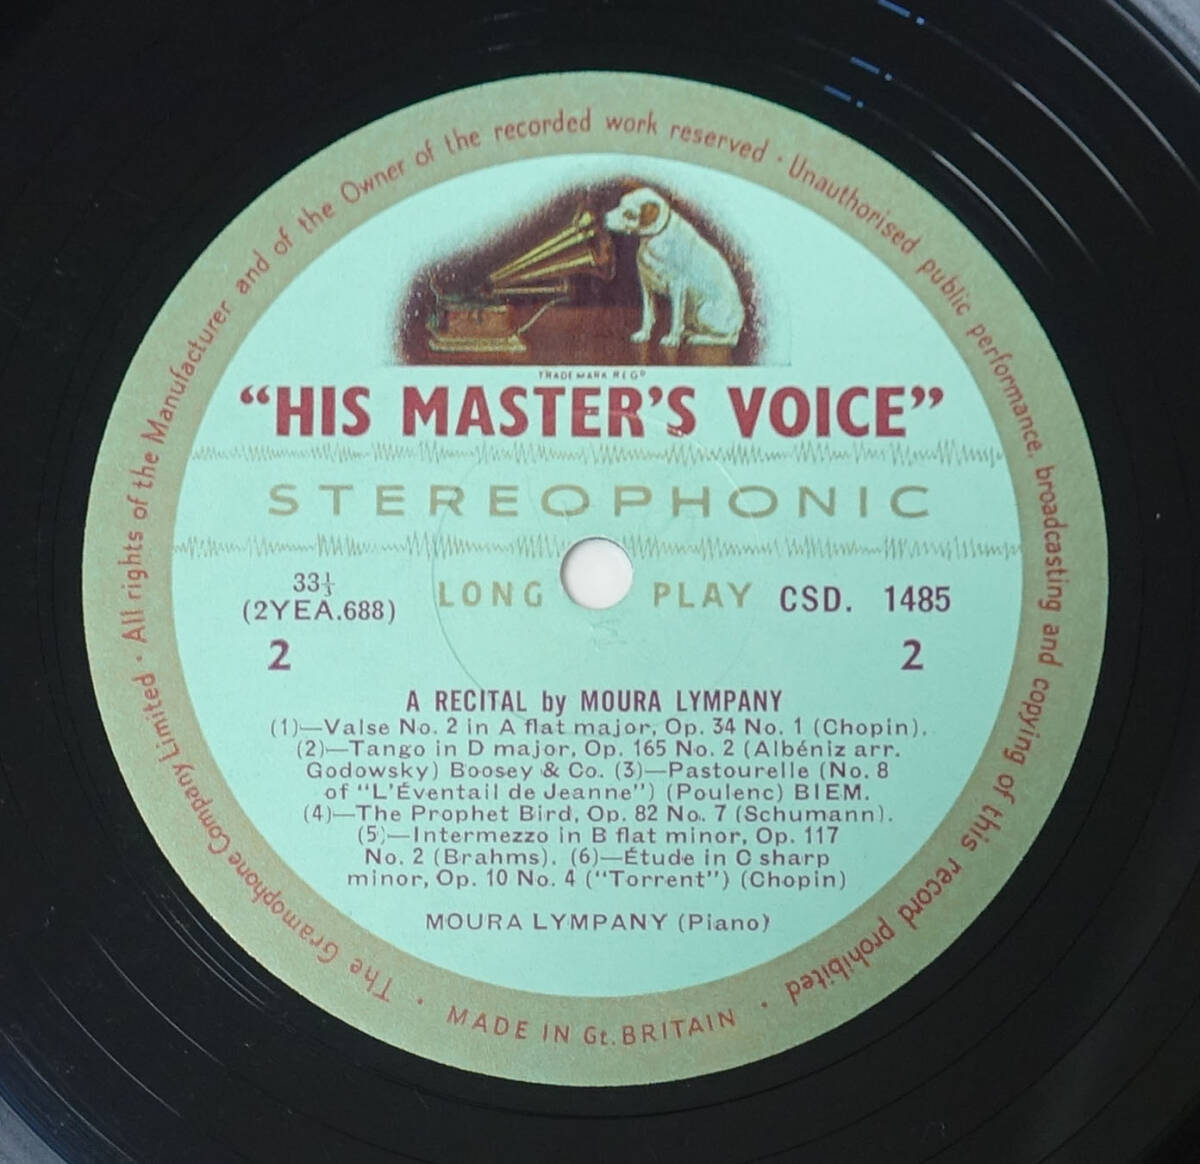 The Gramophone Company Limited · All rights of the Manufacturer and of the Owner of the recorded work reserved · Unauthorised public performance, broadcasting and copying of this record prohibited ·
TRADE MARK REGD
“HIS MASTER'S VOICE”
STEREOPHONIC
33⅓ LONG PLAY CSD. 1485
(2YEA.688)
2 2
A RECITAL by MOURA LYMPANY
(1)—Valse No. 2 in A flat major, Op. 34 No. 1 (Chopin).
(2)—Tango in D major, Op. 165 No. 2 (Albéniz arr.
Godowsky) Boosey & Co. (3)—Pastourelle (No. 8
of “L'Éventail de Jeanne”) (Poulenc) BIEM.
(4)—The Prophet Bird, Op. 82 No. 7 (Schumann).
(5)—Intermezzo in B flat minor, Op. 117
No. 2 (Brahms). (6)—Étude in C sharp
minor, Op. 10 No. 4 (“Torrent”) (Chopin)
MOURA LYMPANY (Piano)
MADE IN Gt. BRITAIN